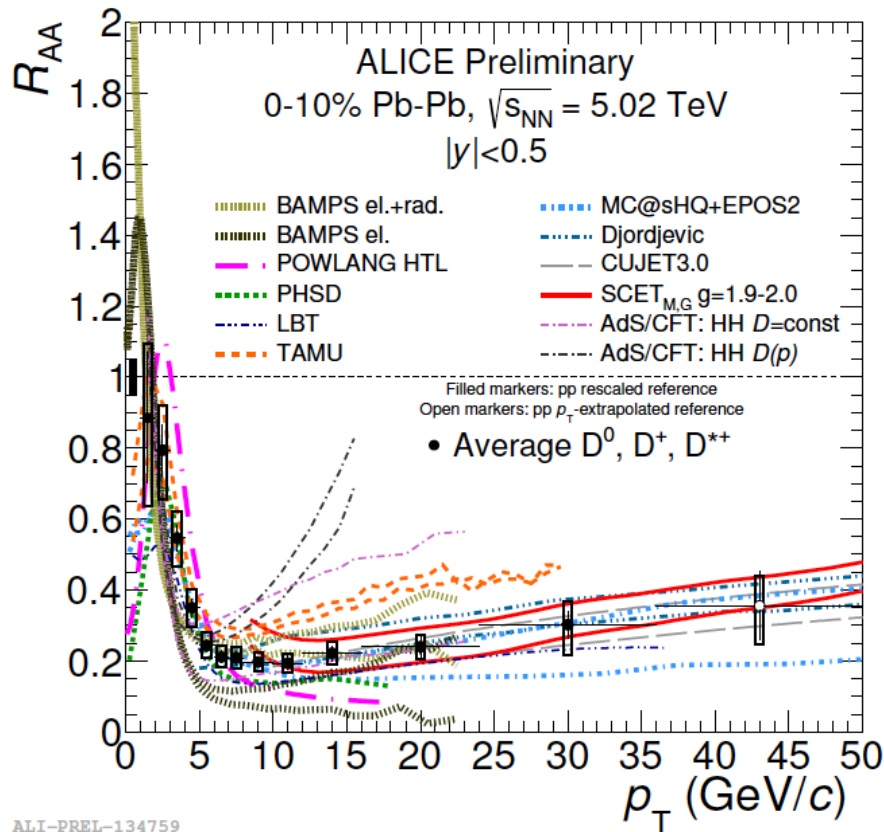 R_AA
2
1.8
1.6
1.4
1.2
1
0.8
0.6
0.4
0.2
0
ALICE Preliminary
0-10% Pb-Pb, √s_NN = 5.02 TeV
|y|<0.5
BAMPS el.+rad.
BAMPS el.
POWLANG HTL
PHSD
LBT
TAMU
MC@sHQ+EPOS2
Djordjevic
CUJET3.0
SCET_M,G g=1.9-2.0
AdS/CFT: HH D=const
AdS/CFT: HH D(p)
Filled markers: pp rescaled reference
Open markers: pp p_T-extrapolated reference
Average D⁰, D⁺, D*⁺
0 5 10 15 20 25 30 35 40 45 50
p_T (GeV/c)
ALI-PREL-134759